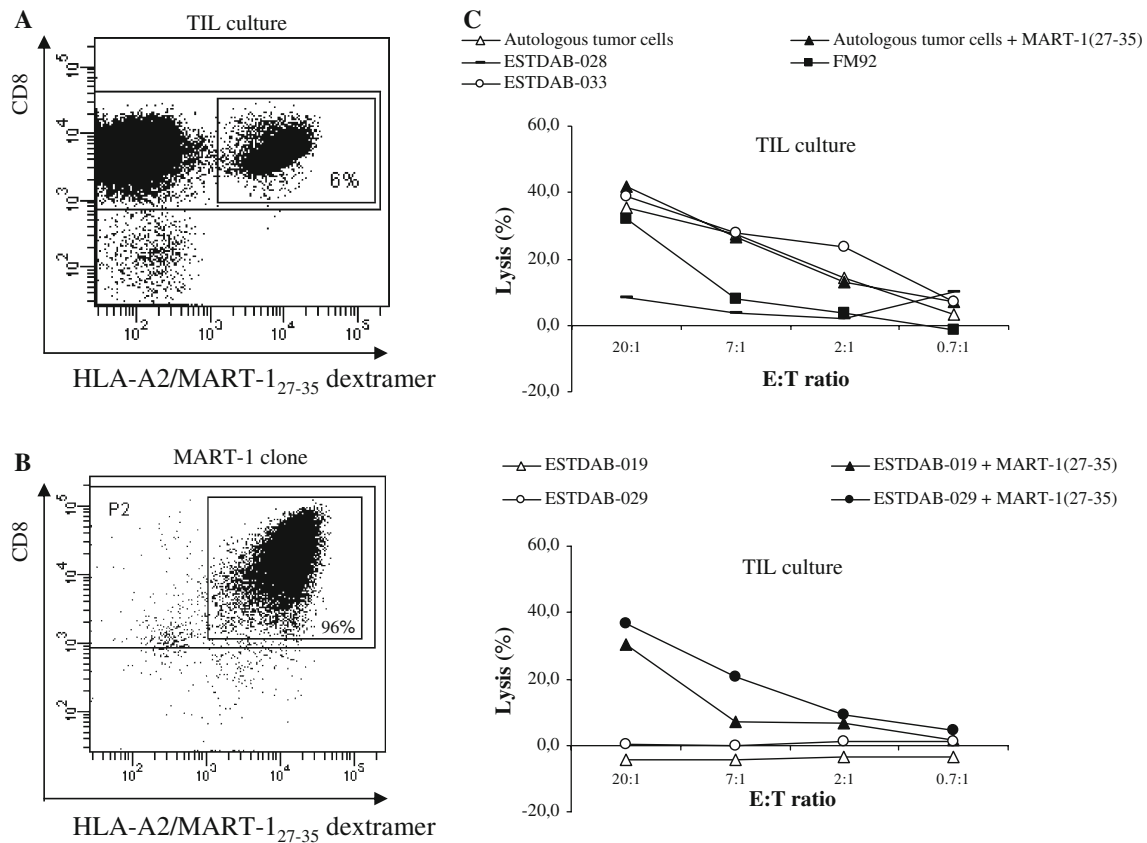 A
TIL culture
CD8
10^5
10^4
10^3
10^2
6%
10^2 10^3 10^4 10^5
HLA-A2/MART-1_27-35 dextramer
B
MART-1 clone
CD8
10^5
10^4
10^3
10^2
P2
96%
10^2 10^3 10^4 10^5
HLA-A2/MART-1_27-35 dextramer
C
Autologous tumor cells
Autologous tumor cells + MART-1(27-35)
ESTDAB-028
FM92
ESTDAB-033
TIL culture
Lysis (%)
60,0
40,0
20,0
0,0
-20,0
20:1 7:1 2:1 0.7:1
E:T ratio
ESTDAB-019
ESTDAB-019 + MART-1(27-35)
ESTDAB-029
ESTDAB-029 + MART-1(27-35)
TIL culture
Lysis (%)
60,0
40,0
20,0
0,0
-20,0
20:1 7:1 2:1 0.7:1
E:T ratio